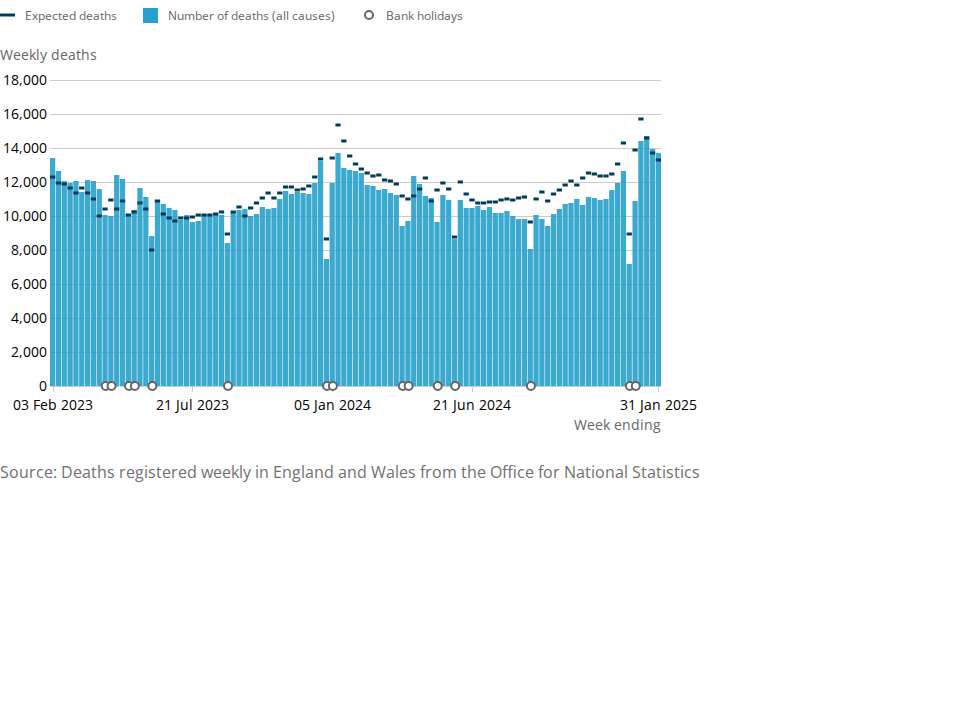 Expected deaths Number of deaths (all causes) Bank holidays
Weekly deaths
18,000
16,000
14,000
12,000
10,000
8,000
6,000
4,000
2,000
0
03 Feb 2023 21 Jul 2023 05 Jan 2024 21 Jun 2024 31 Jan 2025
Week ending
Source: Deaths registered weekly in England and Wales from the Office for National Statistics